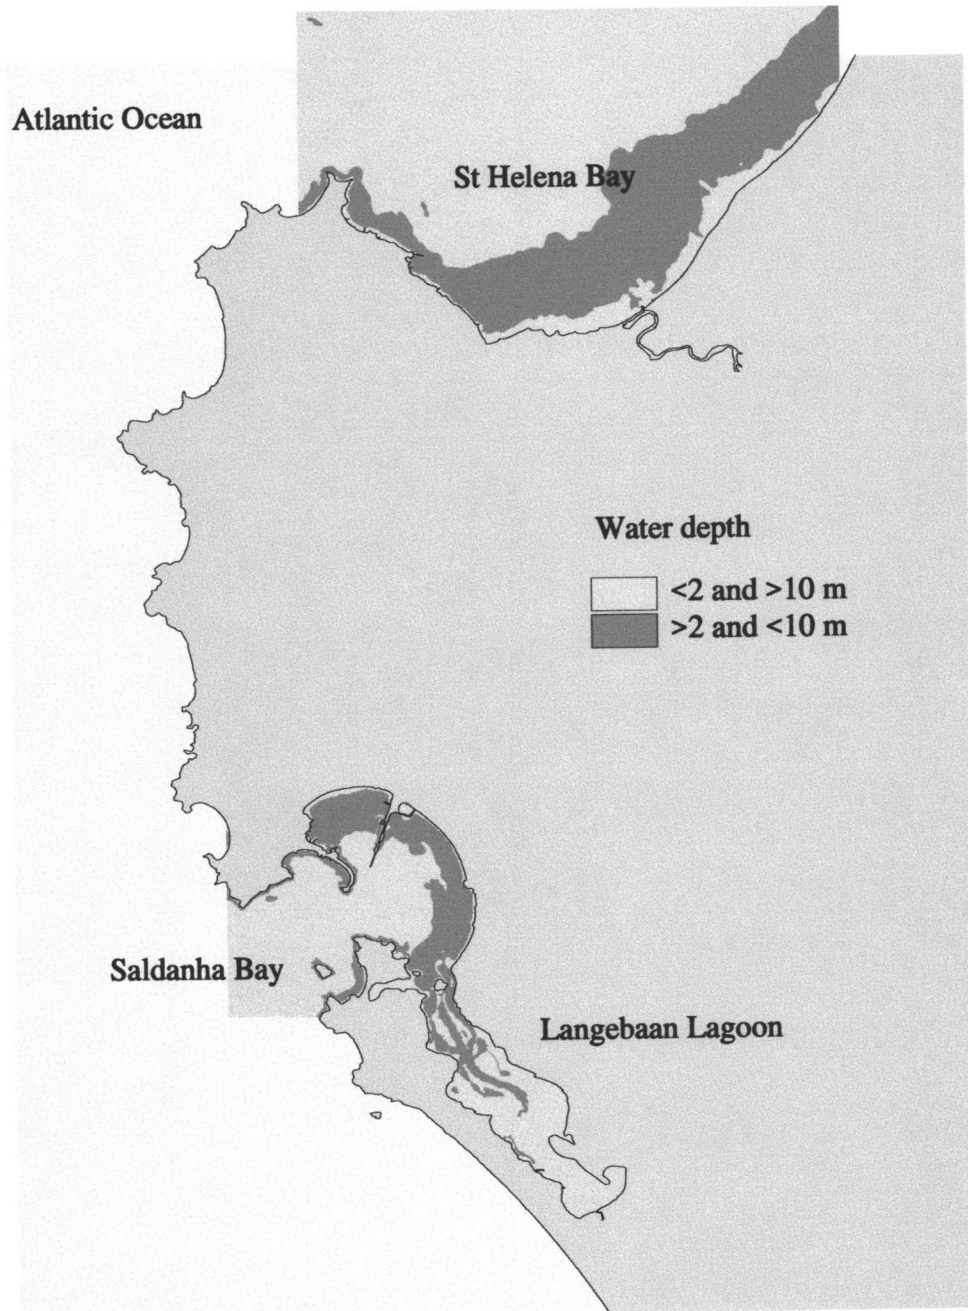 Atlantic Ocean
St Helena Bay
Water depth
<2 and >10 m
>2 and <10 m
Saldanha Bay
Langebaan Lagoon